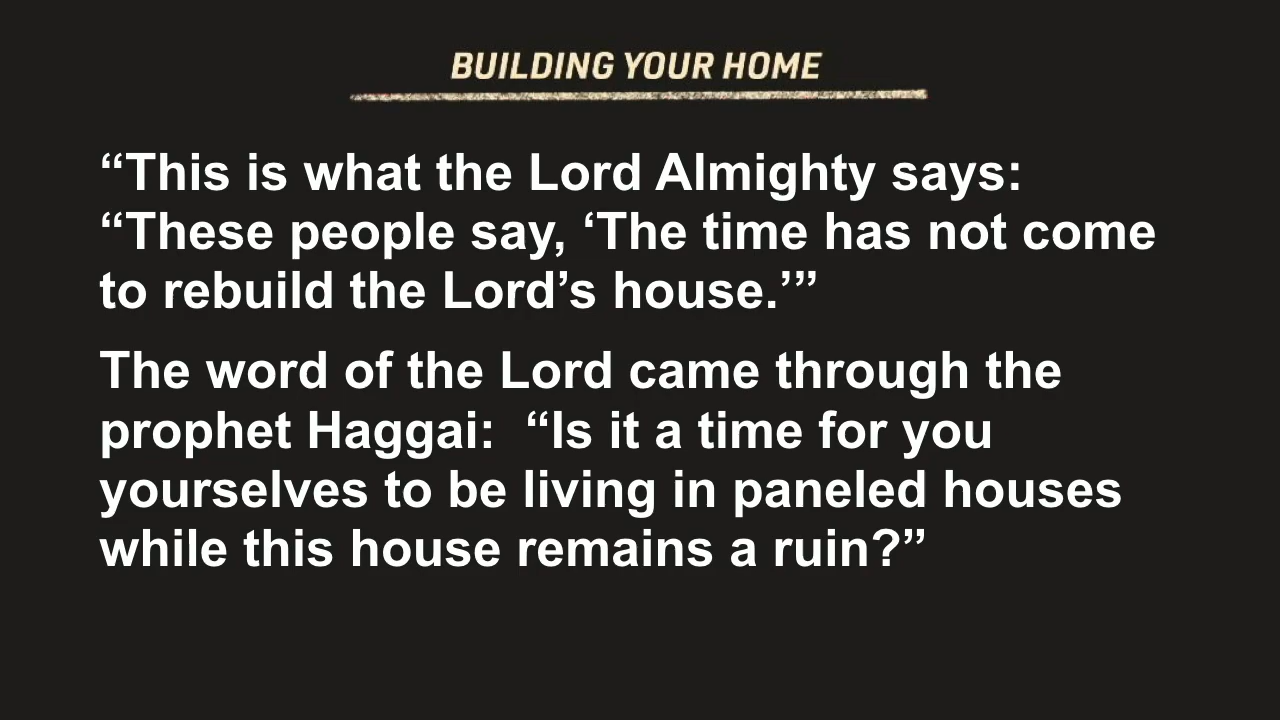 BUILDING YOUR HOME
“This is what the Lord Almighty says:
“These people say, ‘The time has not come
to rebuild the Lord’s house.’”
The word of the Lord came through the
prophet Haggai:  “Is it a time for you
yourselves to be living in paneled houses
while this house remains a ruin?”